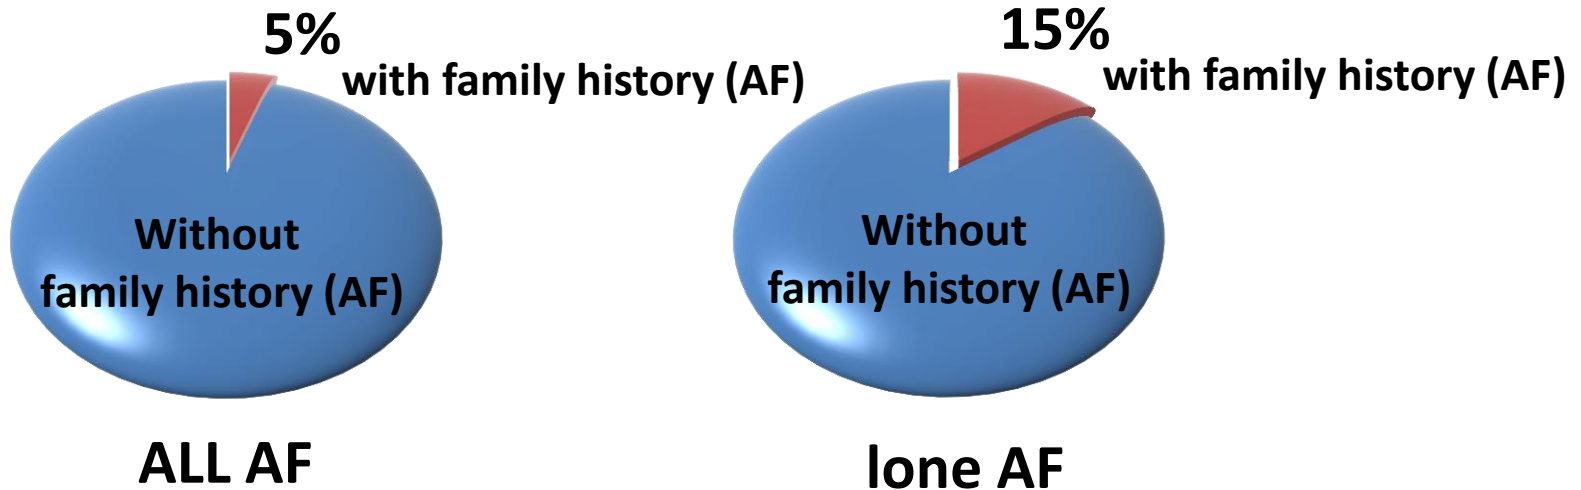 5%
with family history (AF)
Without
family history (AF)
ALL AF
15%
with family history (AF)
Without
family history (AF)
lone AF